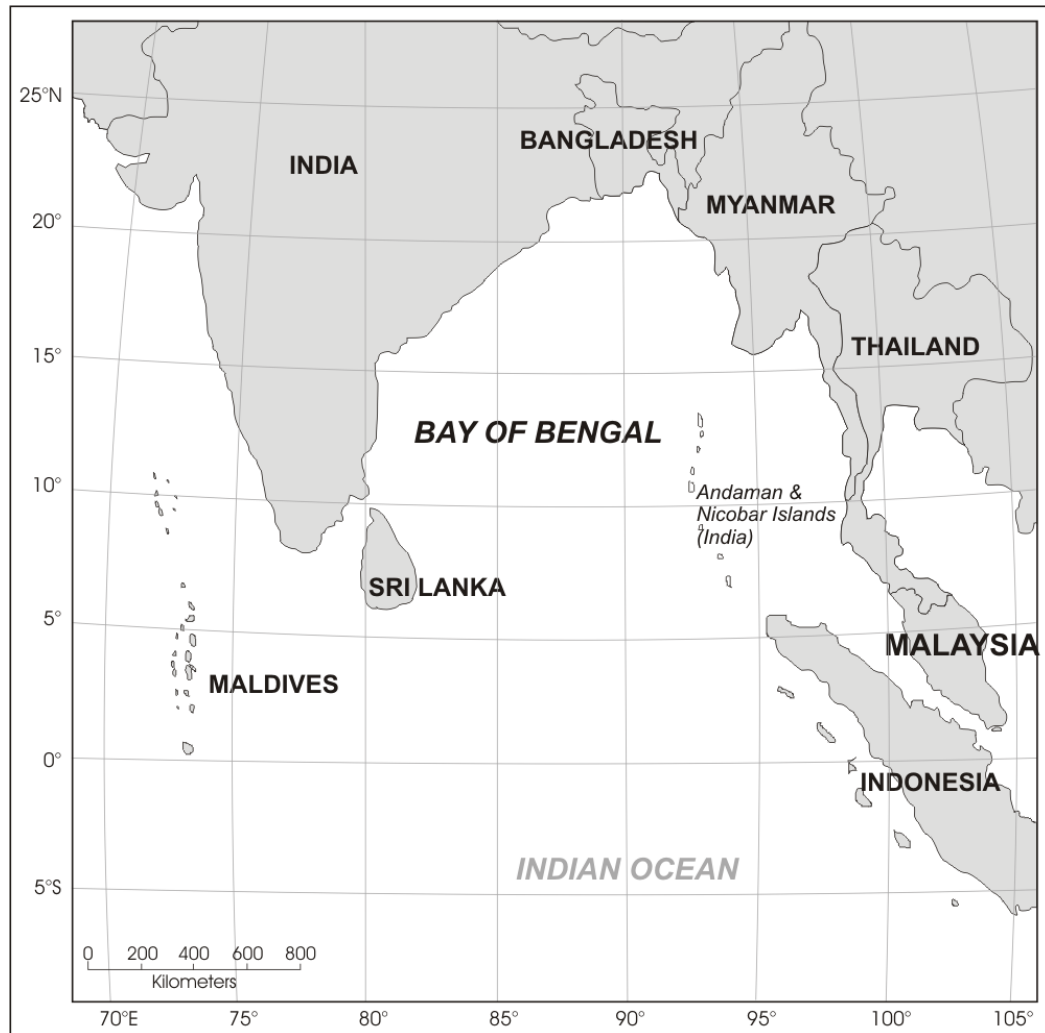 25°N
20°
15°
10°
5°
0°
5°S
INDIA
BANGLADESH
MYANMAR
THAILAND
BAY OF BENGAL
Andaman &
Nicobar Islands
(India)
SRI LANKA
MALAYSIA
MALDIVES
INDONESIA
INDIAN OCEAN
0 200 400 600 800
Kilometers
70°E 75° 80° 85° 90° 95° 100° 105°